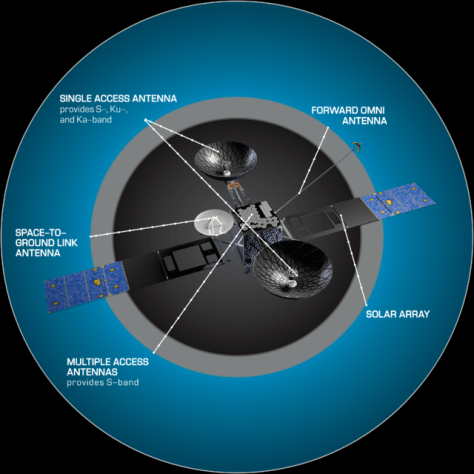 SINGLE ACCESS ANTENNA
provides S-, Ku-,
and Ka-band
FORWARD OMNI
ANTENNA
SPACE-TO-
GROUND LINK
ANTENNA
SOLAR ARRAY
MULTIPLE ACCESS
ANTENNAS
provides S-band